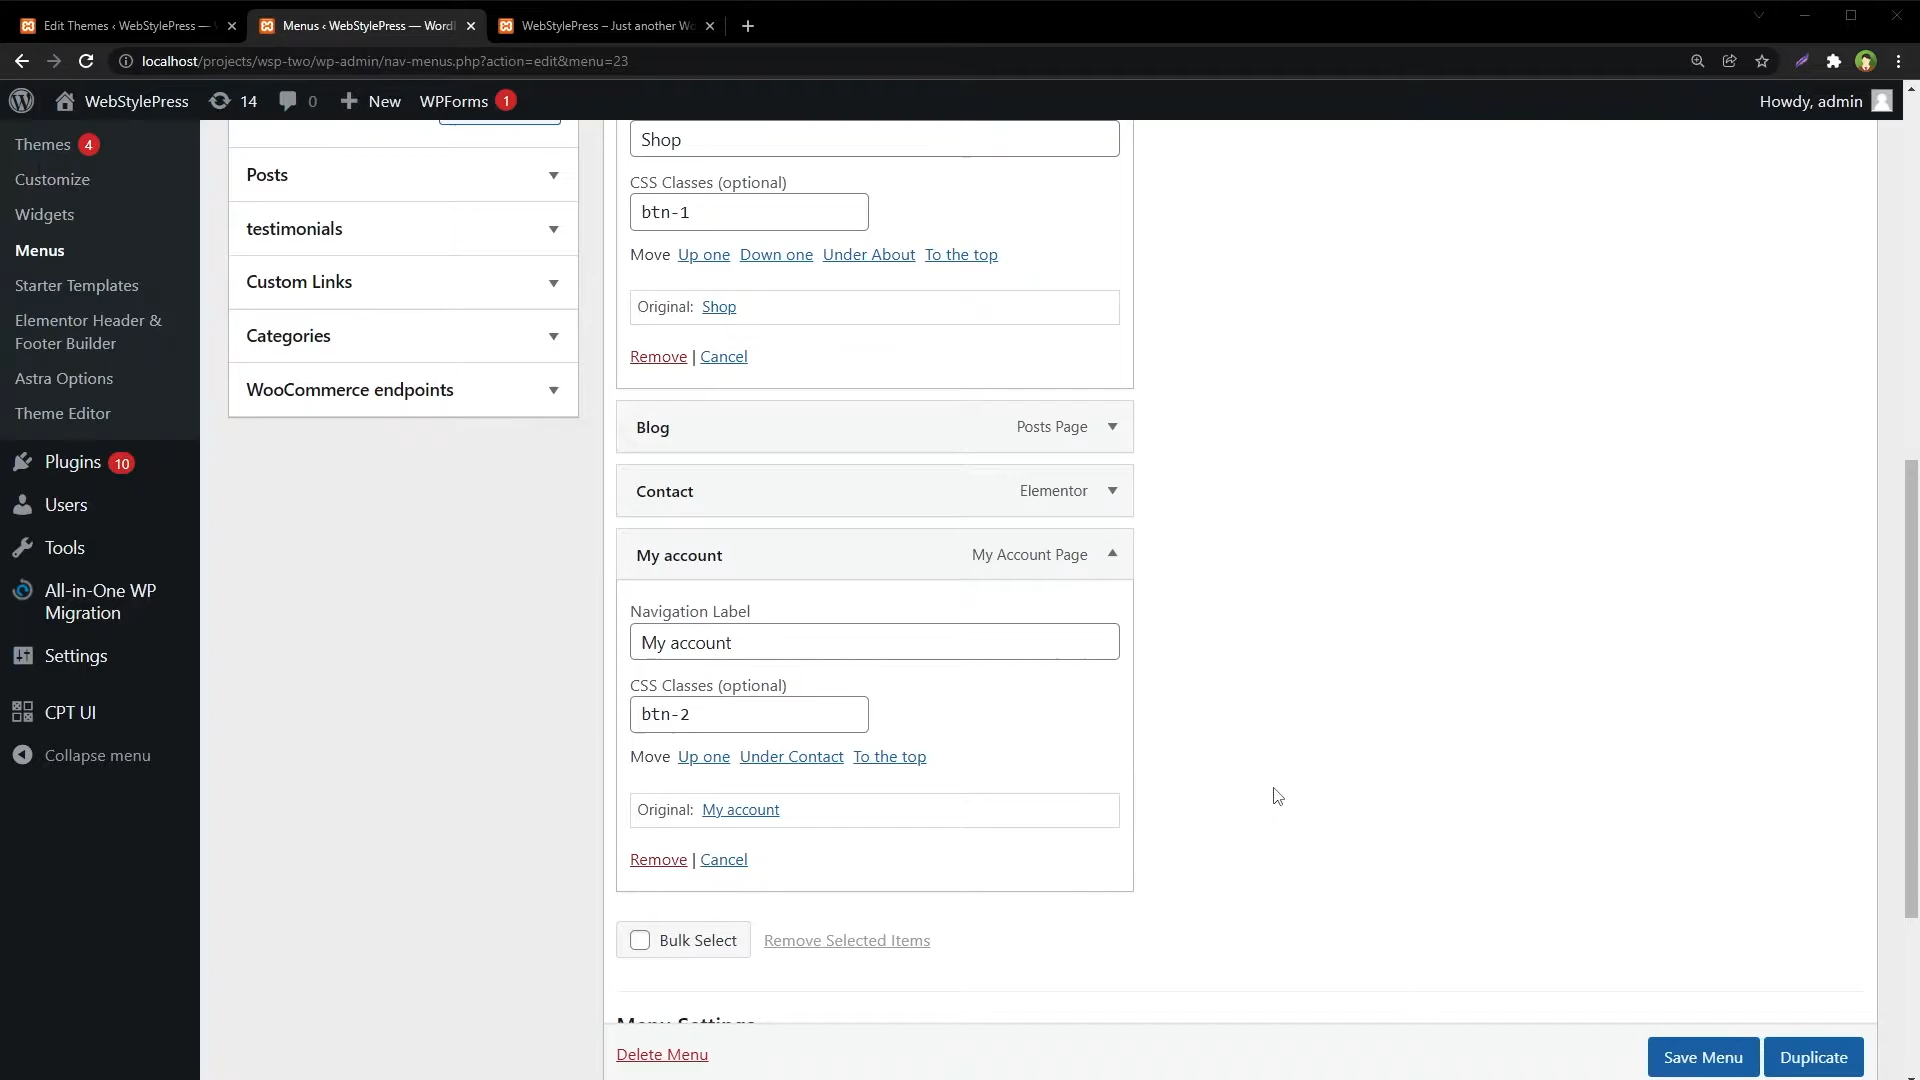 Edit Themes ‹ WebStylePress —
Menus ‹ WebStylePress — Word
WebStylePress – Just another Wo
localhost/projects/wsp-two/wp-admin/nav-menus.php?action=edit&menu=23
WebStylePress
14
0
New
WPForms 1
Howdy, admin
Themes 4
Customize
Widgets
Menus
Starter Templates
Elementor Header &
Footer Builder
Astra Options
Theme Editor
Plugins 10
Users
Tools
All-in-One WP
Migration
Settings
CPT UI
Collapse menu
Posts
testimonials
Custom Links
Categories
WooCommerce endpoints
Shop
CSS Classes (optional)
btn-1
Move Up one Down one Under About To the top
Original: Shop
Remove | Cancel
Blog Posts Page
Contact Elementor
My account My Account Page
Navigation Label
My account
CSS Classes (optional)
btn-2
Move Up one Under Contact To the top
Original: My account
Remove | Cancel
Bulk Select Remove Selected Items
Menu Settings
Delete Menu
Save Menu
Duplicate